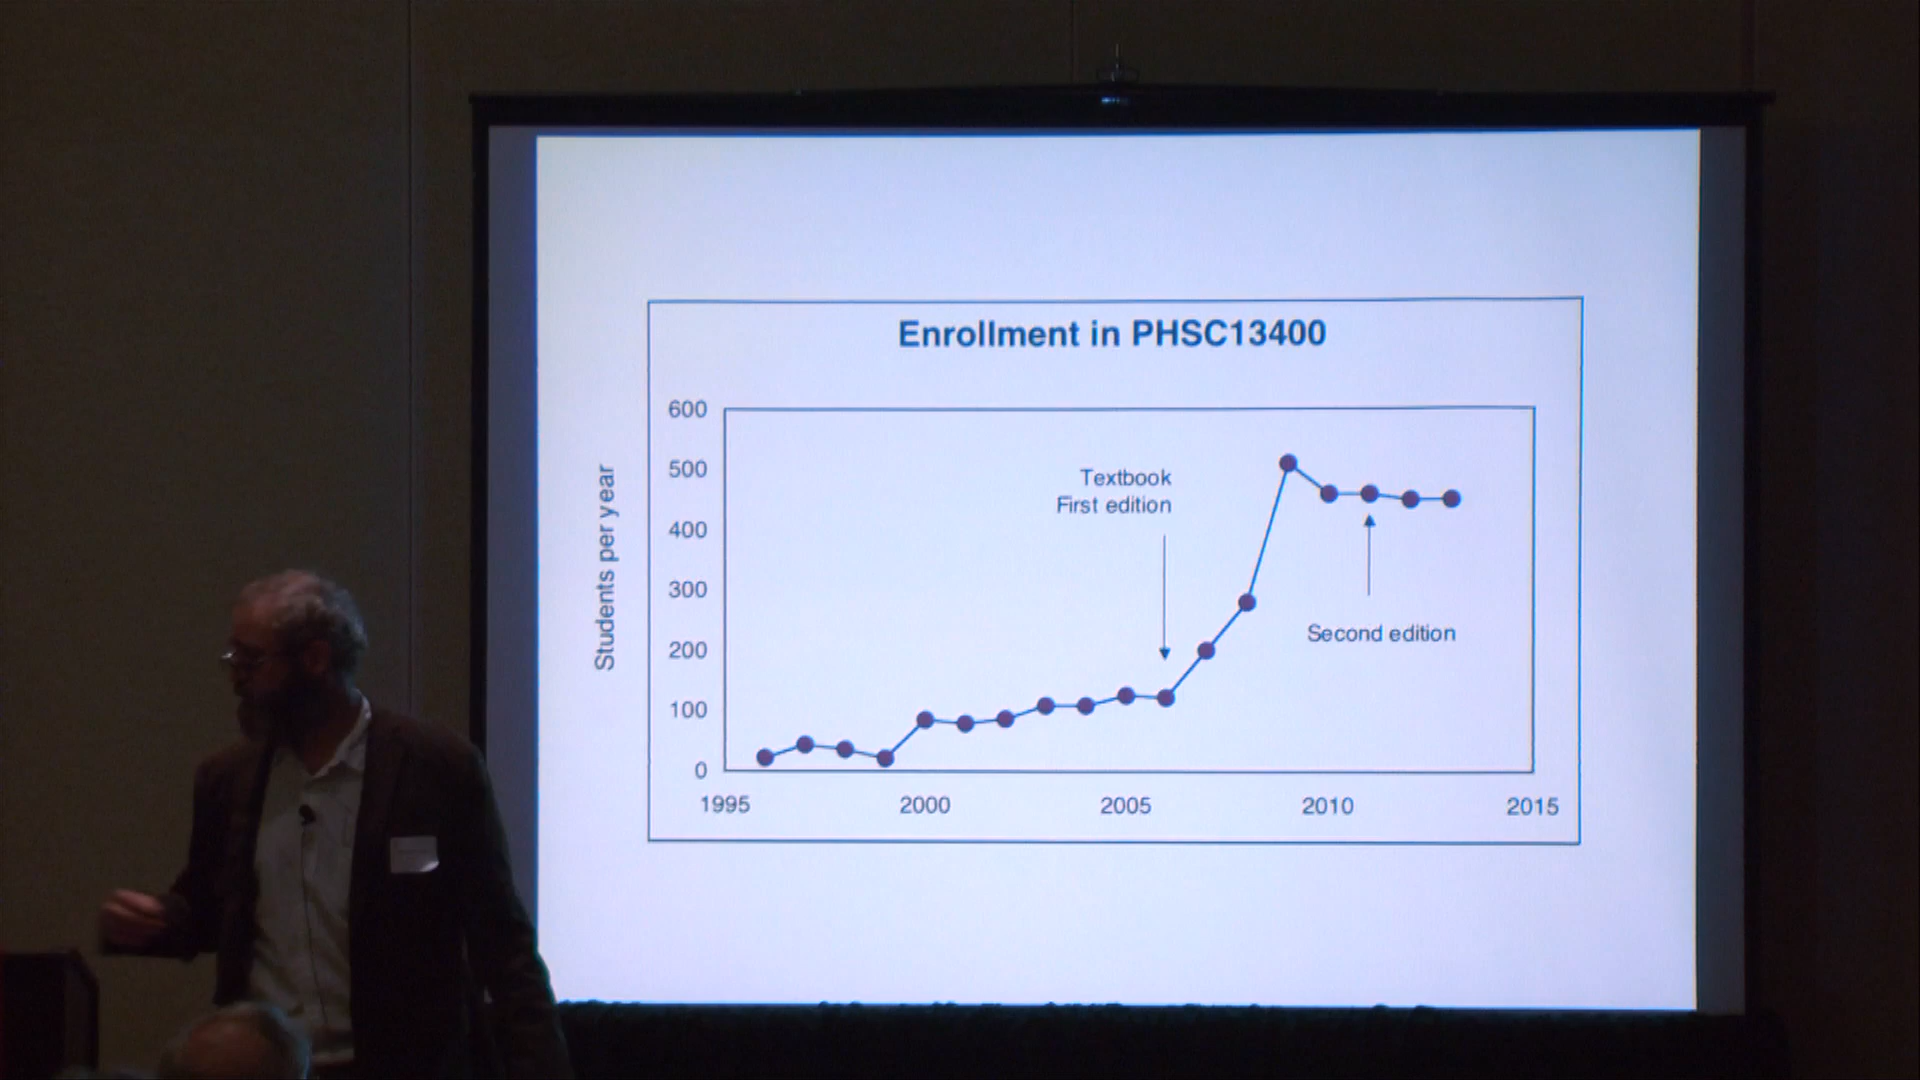 Enrollment in PHSC13400
Students per year
600
500
400
300
200
100
0
Textbook
First edition
Second edition
1995
2000
2005
2010
2015